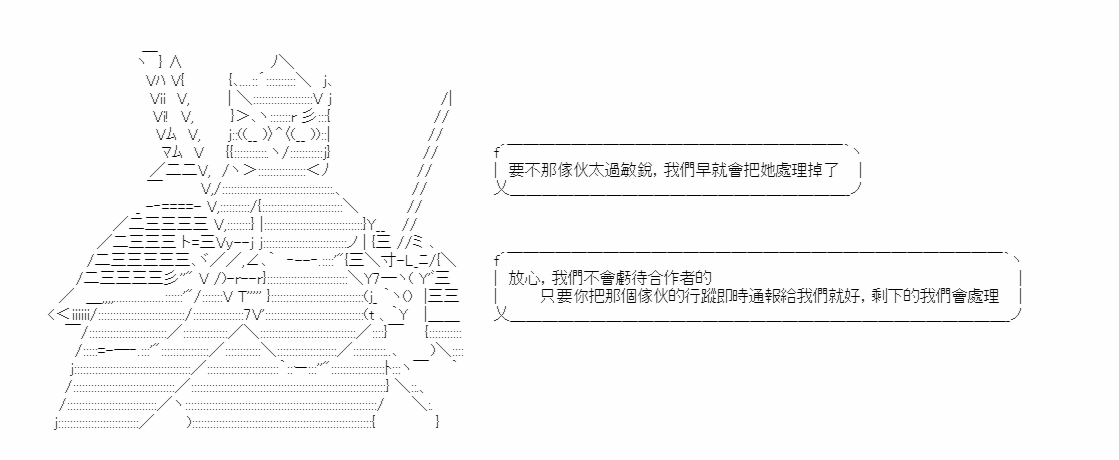 要不那傢伙太過敏銳，我們早就會把她處理掉了
放心，我們不會虧待合作者的
只要你把那個傢伙的行蹤即時通報給我們就好，剩下的我們會處理